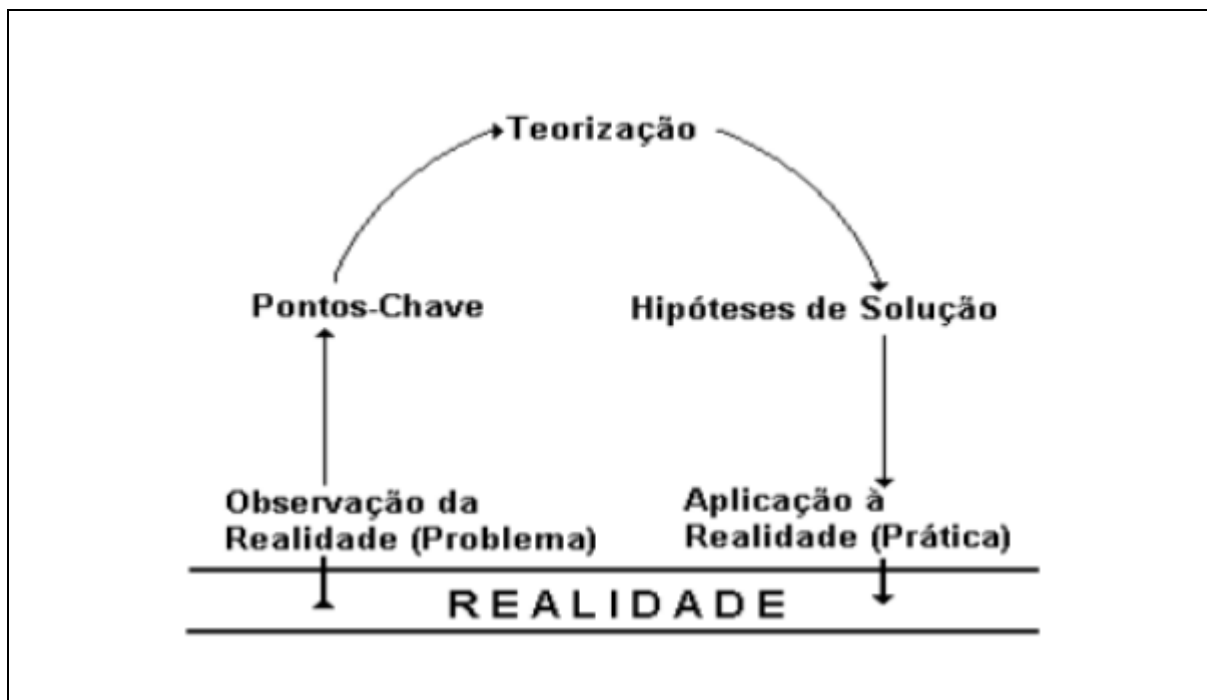 Teorização
Pontos-Chave
Hipóteses de Solução
Observação da
Realidade (Problema)
Aplicação à
Realidade (Prática)
REALIDADE